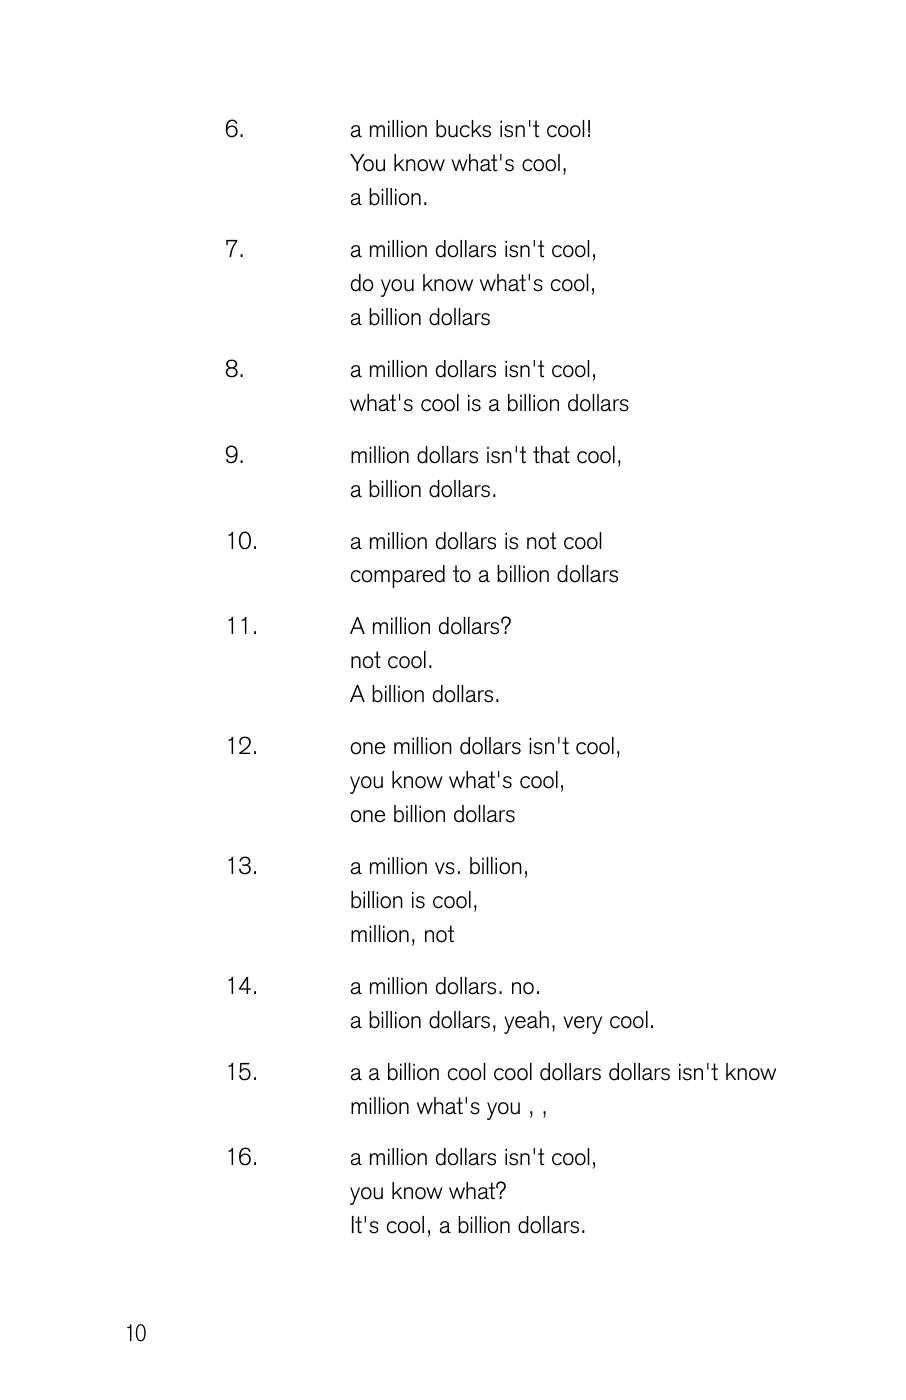 6. a million bucks isn't cool!
You know what's cool,
a billion.
7. a million dollars isn't cool,
do you know what's cool,
a billion dollars
8. a million dollars isn't cool,
what's cool is a billion dollars
9. million dollars isn't that cool,
a billion dollars.
10. a million dollars is not cool
compared to a billion dollars
11. A million dollars?
not cool.
A billion dollars.
12. one million dollars isn't cool,
you know what's cool,
one billion dollars
13. a million vs. billion,
billion is cool,
million, not
14. a million dollars. no.
a billion dollars, yeah, very cool.
15. a a billion cool cool dollars dollars isn't know
million what's you , ,
16. a million dollars isn't cool,
you know what?
It's cool, a billion dollars.
10